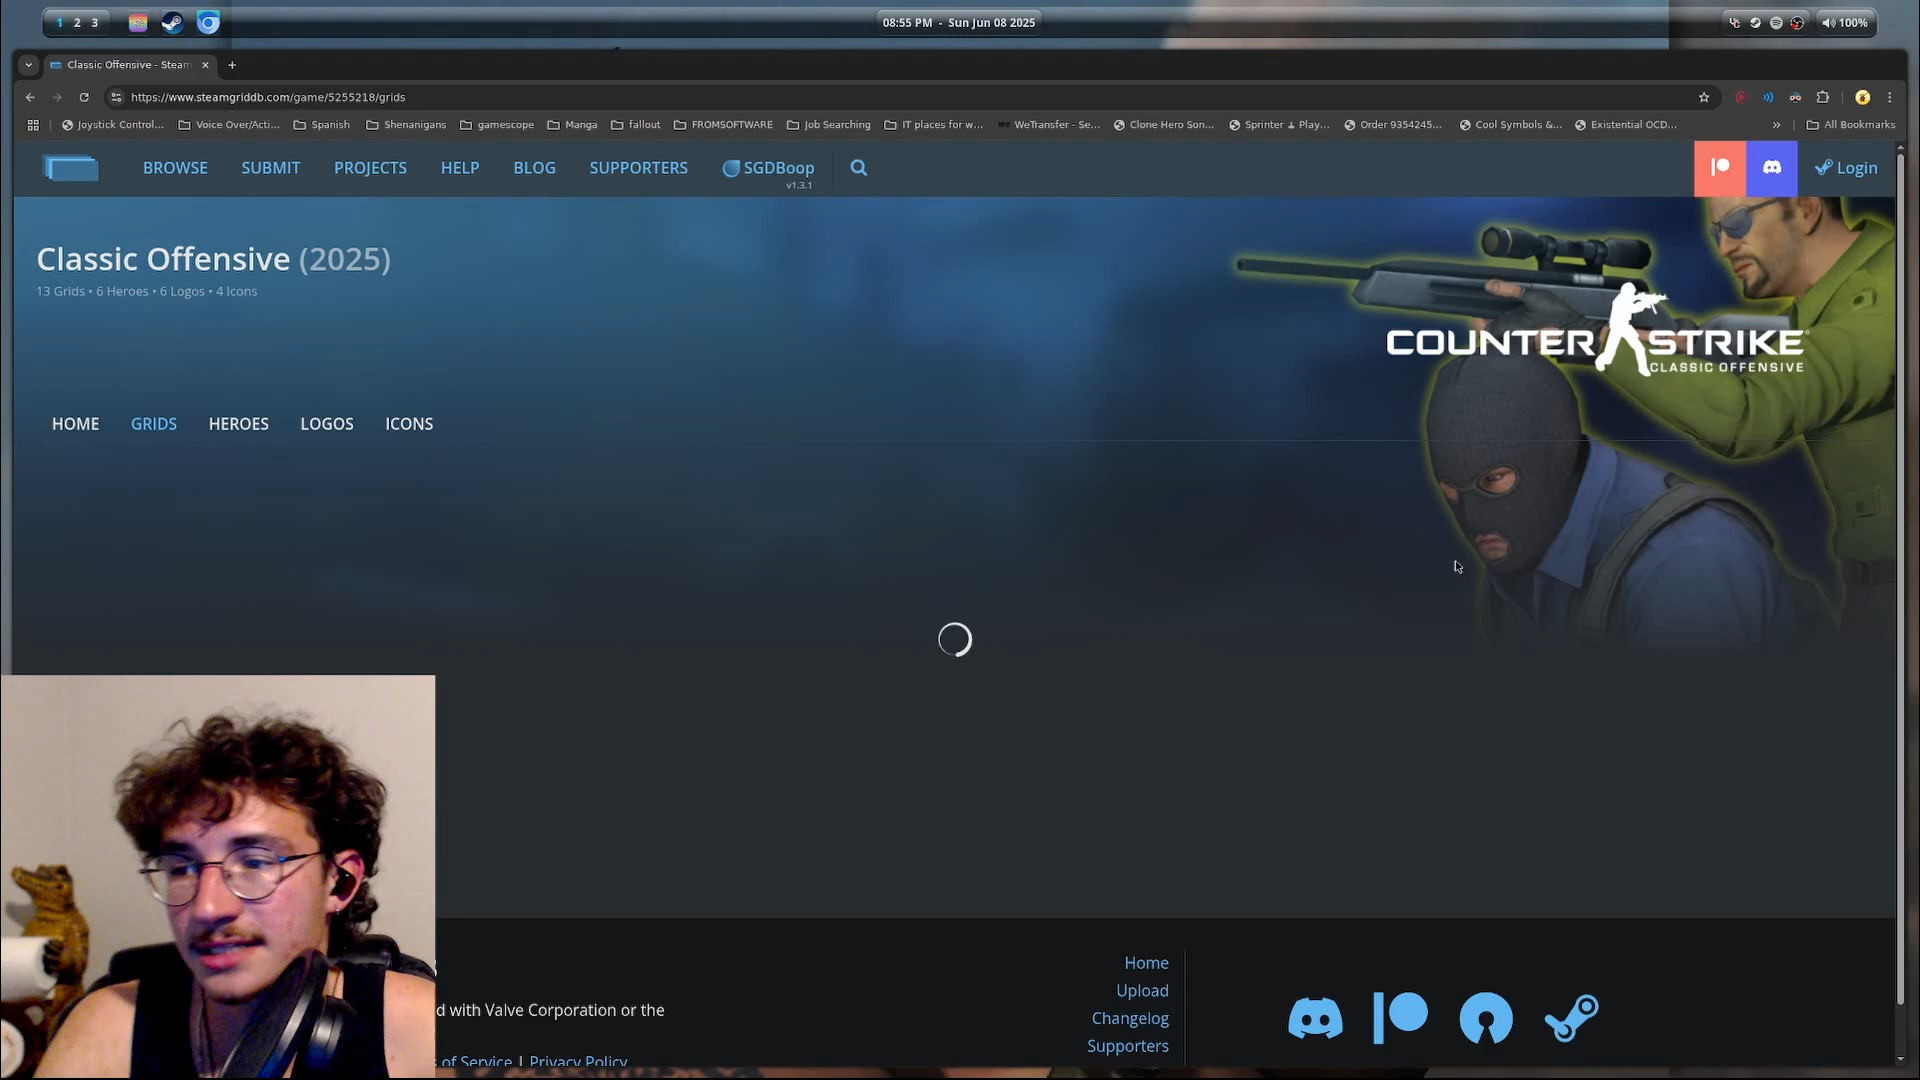 1 2 3
08:55 PM - Sun Jun 08 2025
100%
Classic Offensive - Steam
https://www.steamgriddb.com/game/5255218/grids
Joystick Control... Voice Over/Acti... Spanish Shenanigans gamescope Manga fallout FROMSOFTWARE Job Searching IT places for w... WeTransfer - Se... Clone Hero Son... Sprinter ⚶ Play... Order 9354245... Cool Symbols &... Existential OCD... » All Bookmarks
BROWSE SUBMIT PROJECTS HELP BLOG SUPPORTERS SGDBoop
v1.3.1
Login
Classic Offensive (2025)
13 Grids • 6 Heroes • 6 Logos • 4 Icons
COUNTER STRIKE
CLASSIC OFFENSIVE
HOME GRIDS HEROES LOGOS ICONS
d with Valve Corporation or the
s of Service | Privacy Policy
Home
Upload
Changelog
Supporters